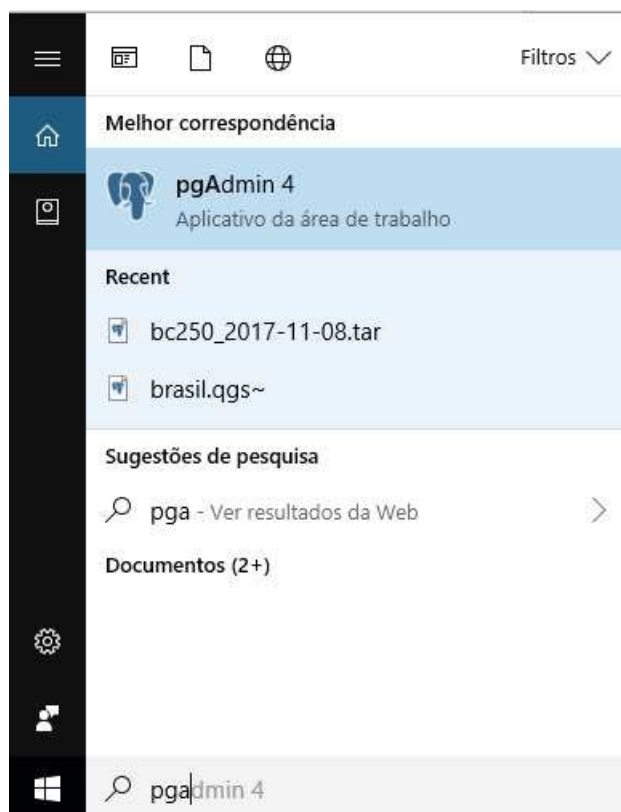 Filtros
Melhor correspondência
pgAdmin 4
Aplicativo da área de trabalho
Recent
bc250_2017-11-08.tar
brasil.qgs~
Sugestões de pesquisa
pga - Ver resultados da Web
Documentos (2+)
pgadmin 4